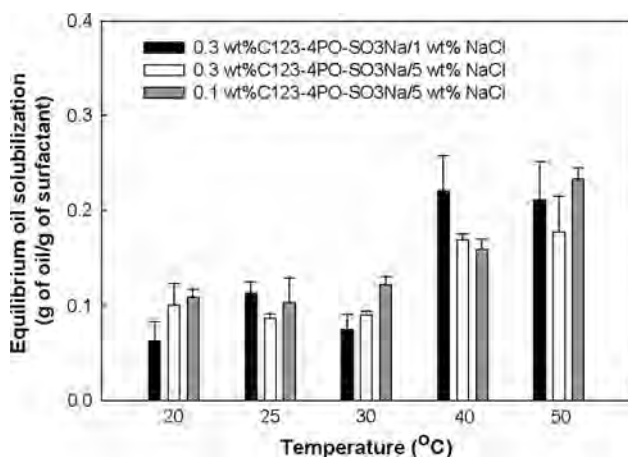 0.4
0.3 wt%C123-4PO-SO3Na/1 wt% NaCl
0.3 wt%C123-4PO-SO3Na/5 wt% NaCl
0.1 wt%C123-4PO-SO3Na/5 wt% NaCl
0.3
0.2
0.1
0.0
Equilibrium oil solubilization
(g of oil/g of surfactant)
20 25 30 40 50
Temperature (OC)